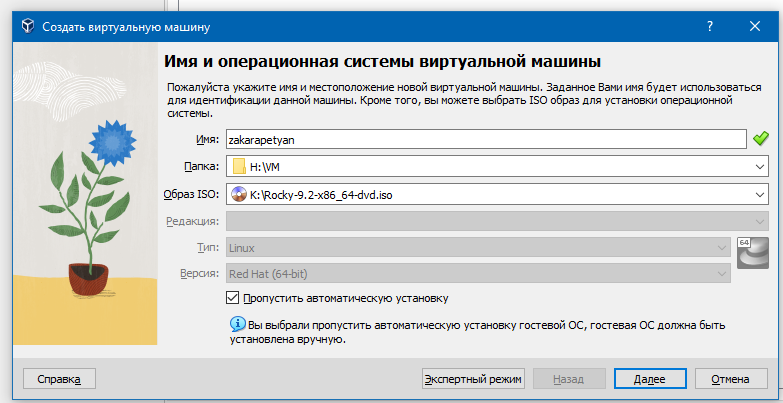 Создать виртуальную машину
Имя и операционная системы виртуальной машины
Пожалуйста укажите имя и местоположение новой виртуальной машины. Заданное Вами имя будет использоваться
для идентификации данной машины. Кроме того, вы можете выбрать ISO образ для установки операционной
системы.
Имя: zakarapetyan
Папка: H:\VM
Образ ISO: K:\Rocky-9.2-x86_64-dvd.iso
Редакция:
Тип: Linux 64
Версия: Red Hat (64-bit)
Пропустить автоматическую установку
Вы выбрали пропустить автоматическую установку гостевой ОС, гостевая ОС должна быть
установлена вручную.
Справка Экспертный режим Назад Далее Отмена